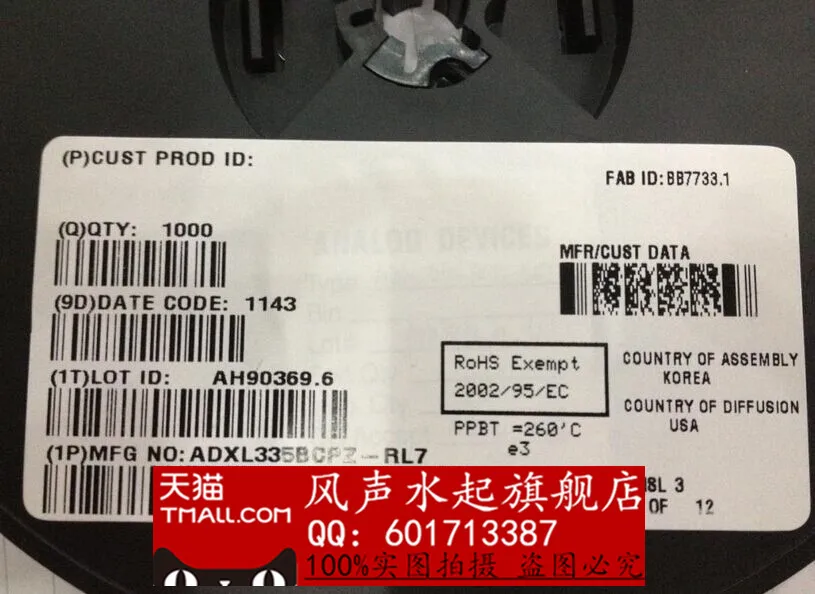 (P)CUST PROD ID:
FAB ID:BB7733.1
(Q)QTY: 1000
MFR/CUST DATA
(9D)DATE CODE: 1143
RoHS Exempt
2002/95/EC
COUNTRY OF ASSEMBLY
KOREA
(1T)LOT ID: AH90369.6
COUNTRY OF DIFFUSION
USA
PPBT =260'C
e3
(1P)MFG NO:ADXL335BCPZ-RL7
3
OF 12
天猫
TMALL.COM
风声水起旗舰店
QQ: 601713387
100%实图拍摄 盗图必究